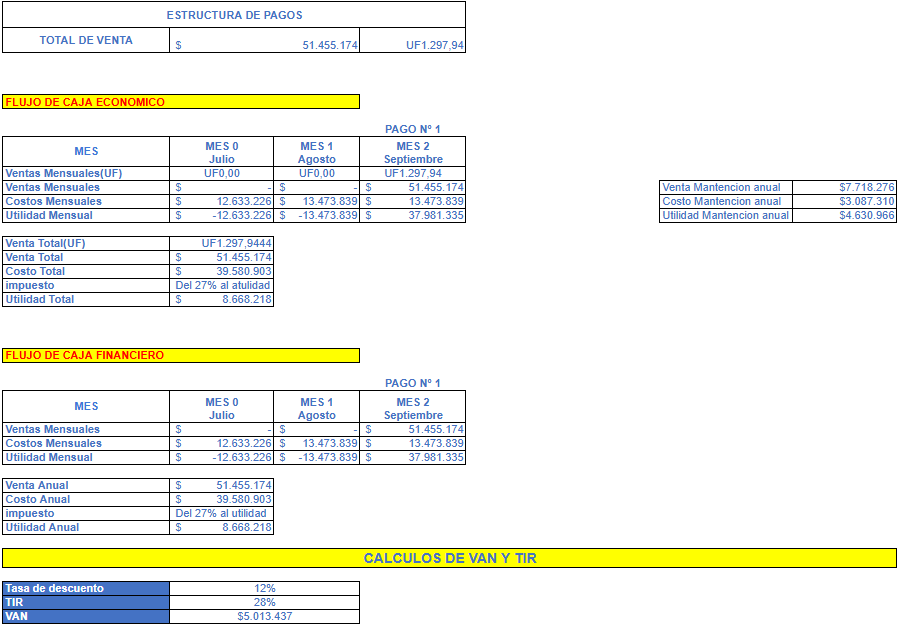 ESTRUCTURA DE PAGOS
TOTAL DE VENTA $ 51.455.174 UF1.297,94
FLUJO DE CAJA ECONOMICO
PAGO Nº 1
MES MES 0 MES 1 MES 2
Julio Agosto Septiembre
Ventas Mensuales(UF) UF0,00 UF0,00 UF1.297,94
Ventas Mensuales $ - $ - $ 51.455.174 Venta Mantencion anual $7.718.276
Costos Mensuales $ 12.633.226 $ 13.473.839 $ 13.473.839 Costo Mantencion anual $3.087.310
Utilidad Mensual $ -12.633.226 $ -13.473.839 $ 37.981.335 Utilidad Mantencion anual $4.630.966
Venta Total(UF) UF1.297,9444
Venta Total $ 51.455.174
Costo Total $ 39.580.903
impuesto Del 27% al atulidad
Utilidad Total $ 8.668.218
FLUJO DE CAJA FINANCIERO
PAGO Nº 1
MES MES 0 MES 1 MES 2
Julio Agosto Septiembre
Ventas Mensuales $ - $ - $ 51.455.174
Costos Mensuales $ 12.633.226 $ 13.473.839 $ 13.473.839
Utilidad Mensual $ -12.633.226 $ -13.473.839 $ 37.981.335
Venta Anual $ 51.455.174
Costo Anual $ 39.580.903
impuesto Del 27% al utilidad
Utilidad Anual $ 8.668.218
CALCULOS DE VAN Y TIR
Tasa de descuento 12%
TIR 28%
VAN $5.013.437